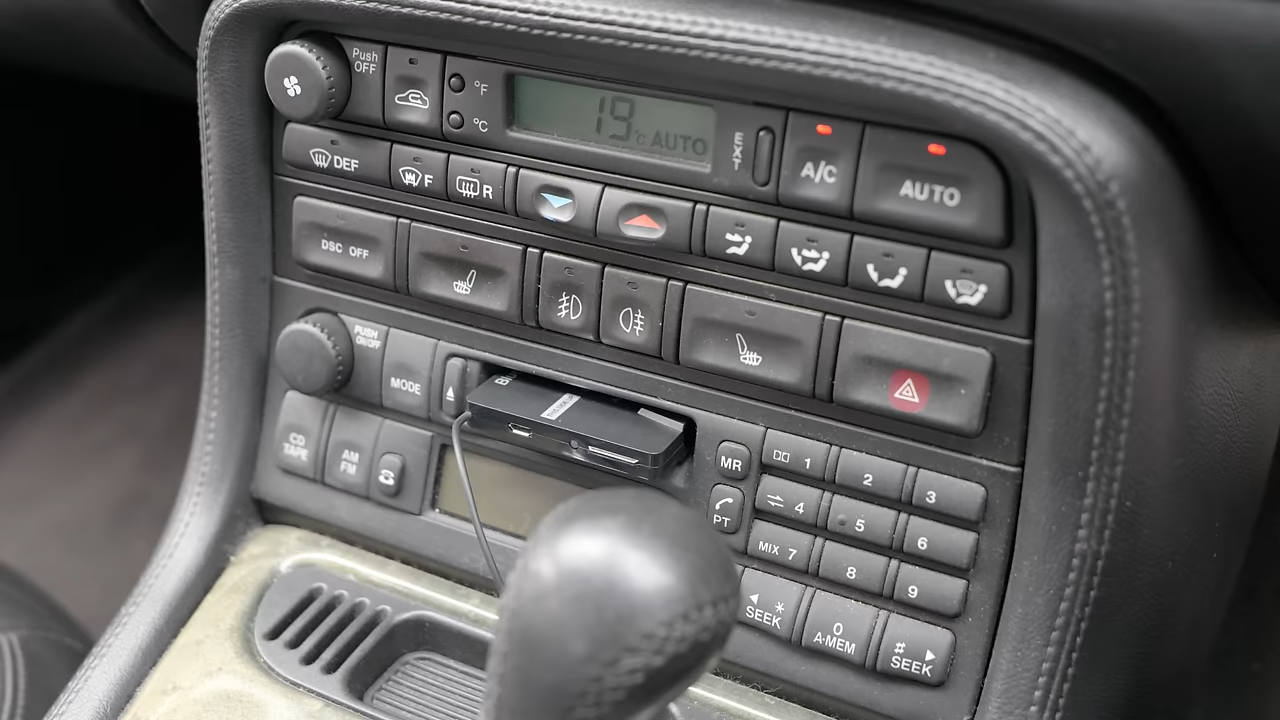 Push
OFF
°F
°C
19 °C AUTO
EXT
A/C
AUTO
DEF
F
R
DSC OFF
PUSH
ON/OFF
MODE
CD
TAPE
AM
FM
MR
PT
1
2
3
4
5
6
MIX 7
8
9
SEEK *
0
A·MEM
#
SEEK